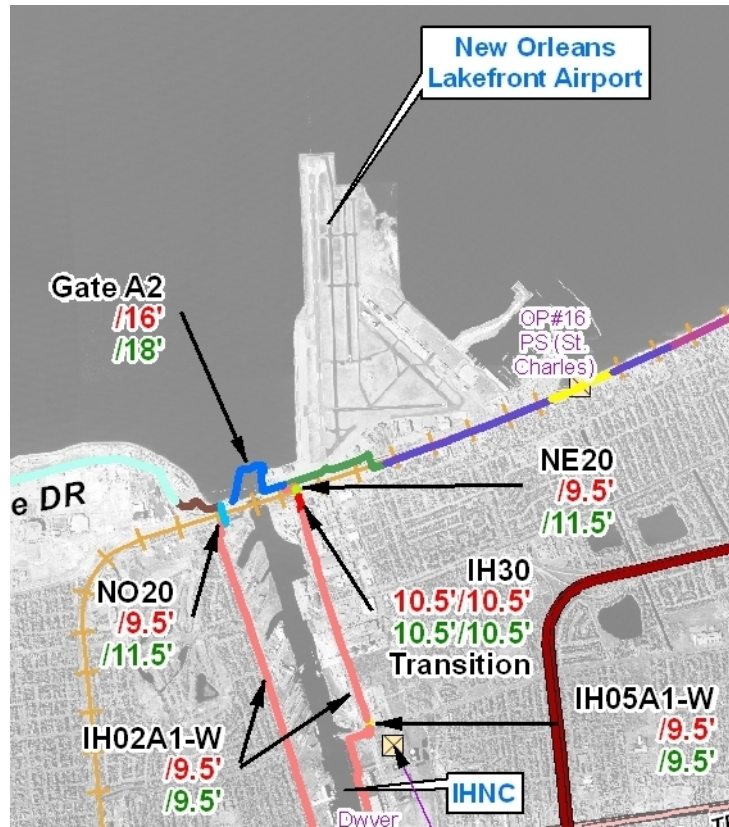 New Orleans
Lakefront Airport
Gate A2
/16'
/18'
OP#16
PS (St.
Charles)
e DR
NE20
/9.5'
/11.5'
NO20
/9.5'
/11.5'
IH30
10.5'/10.5'
10.5'/10.5'
Transition
IH02A1-W
/9.5'
/9.5'
IH05A1-W
/9.5'
/9.5'
IHNC
Dwyer